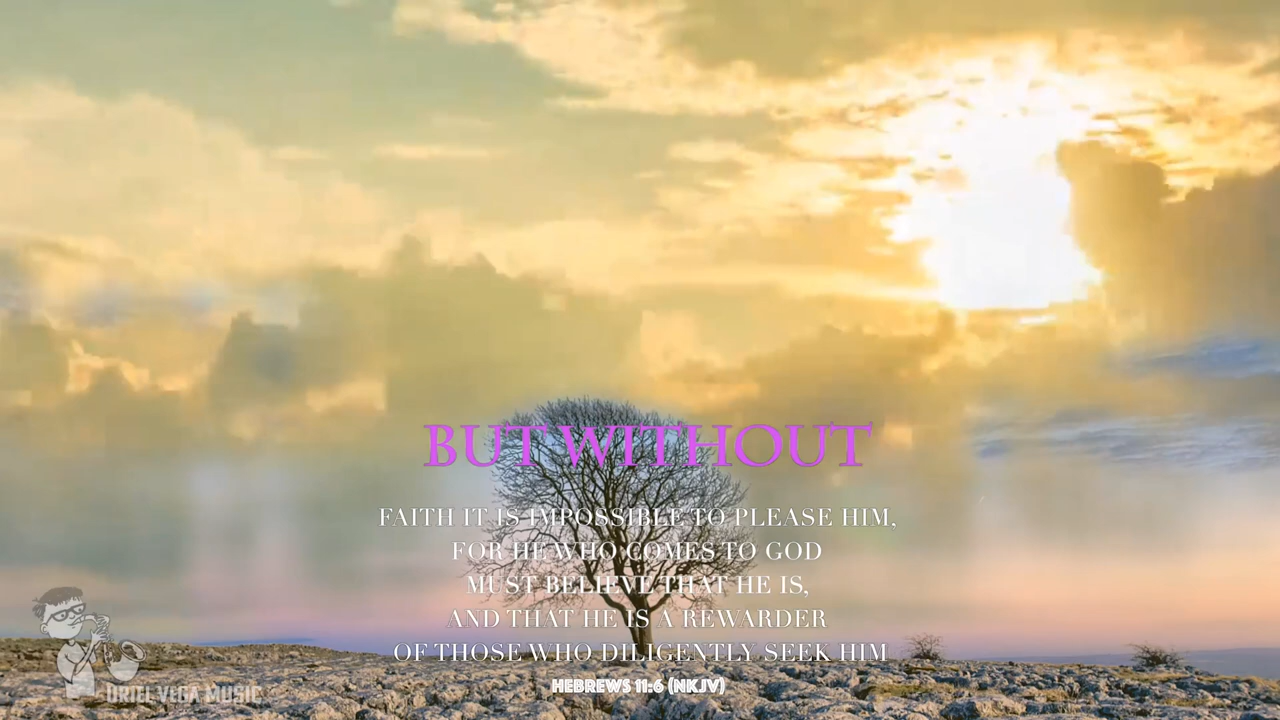 BUT WITHOUT
FAITH IT IS IMPOSSIBLE TO PLEASE HIM,
FOR HE WHO COMES TO GOD
MUST BELIEVE THAT HE IS,
AND THAT HE IS A REWARDER
OF THOSE WHO DILIGENTLY SEEK HIM
HEBREWS 11:6 (NKJV)
ORIEL VEGA MUSIC